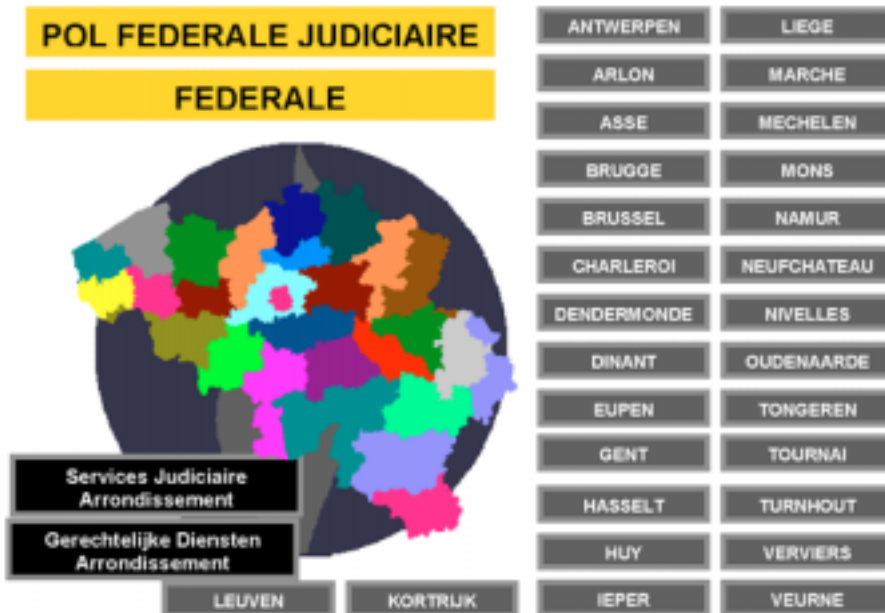 POL FEDERALE JUDICIAIRE
FEDERALE
ANTWERPEN
LIEGE
ARLON
MARCHE
ASSE
MECHELEN
BRUGGE
MONS
BRUSSEL
NAMUR
CHARLEROI
NEUFCHATEAU
DENDERMONDE
NIVELLES
DINANT
OUDENAARDE
EUPEN
TONGEREN
GENT
TOURNAI
HASSELT
TURNHOUT
HUY
VERVIERS
IEPER
VEURNE
Services Judiciaire
Arrondissement
Gerechtelijke Diensten
Arrondissement
LEUVEN
KORTRIJK